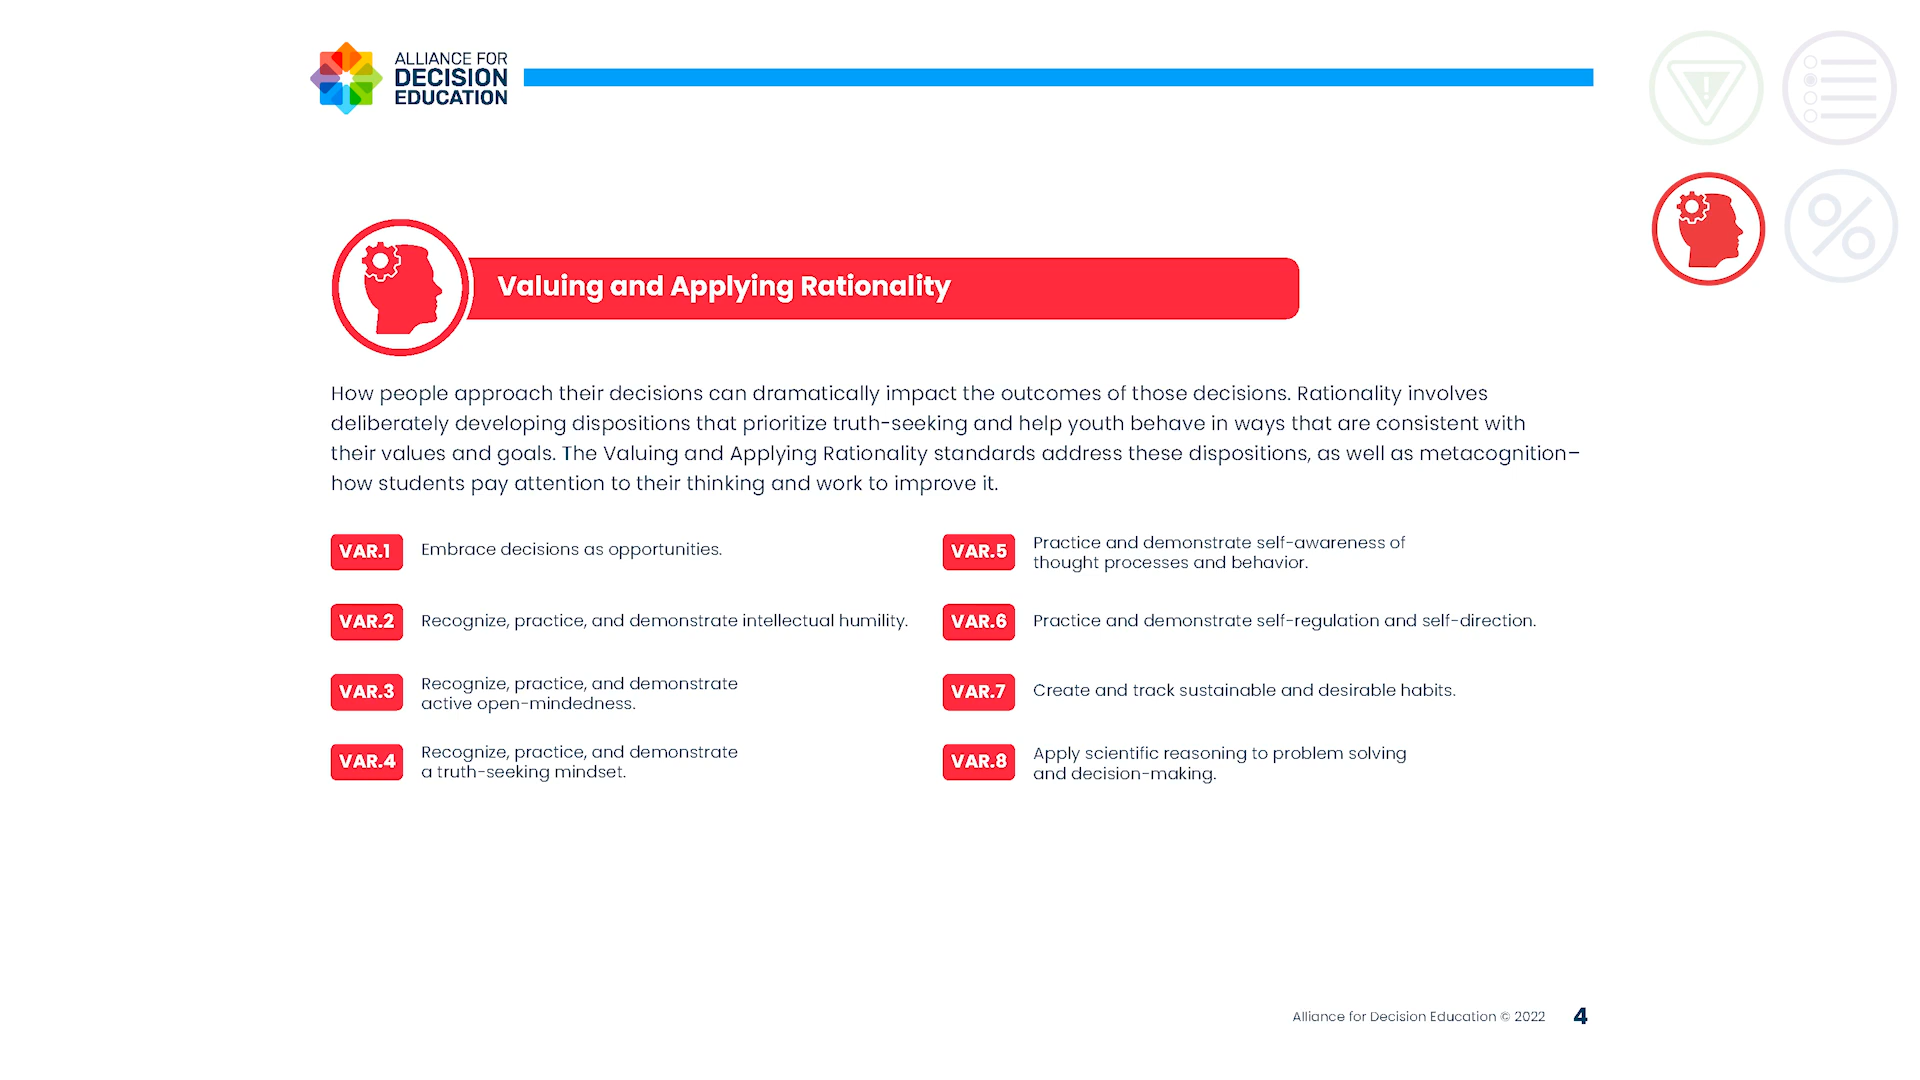 ALLIANCE FOR
DECISION
EDUCATION
Valuing and Applying Rationality
How people approach their decisions can dramatically impact the outcomes of those decisions. Rationality involves
deliberately developing dispositions that prioritize truth-seeking and help youth behave in ways that are consistent with
their values and goals. The Valuing and Applying Rationality standards address these dispositions, as well as metacognition–
how students pay attention to their thinking and work to improve it.
VAR.1
Embrace decisions as opportunities.
VAR.2
Recognize, practice, and demonstrate intellectual humility.
VAR.3
Recognize, practice, and demonstrate
active open-mindedness.
VAR.4
Recognize, practice, and demonstrate
a truth-seeking mindset.
VAR.5
Practice and demonstrate self-awareness of
thought processes and behavior.
VAR.6
Practice and demonstrate self-regulation and self-direction.
VAR.7
Create and track sustainable and desirable habits.
VAR.8
Apply scientific reasoning to problem solving
and decision-making.
Alliance for Decision Education © 2022 4